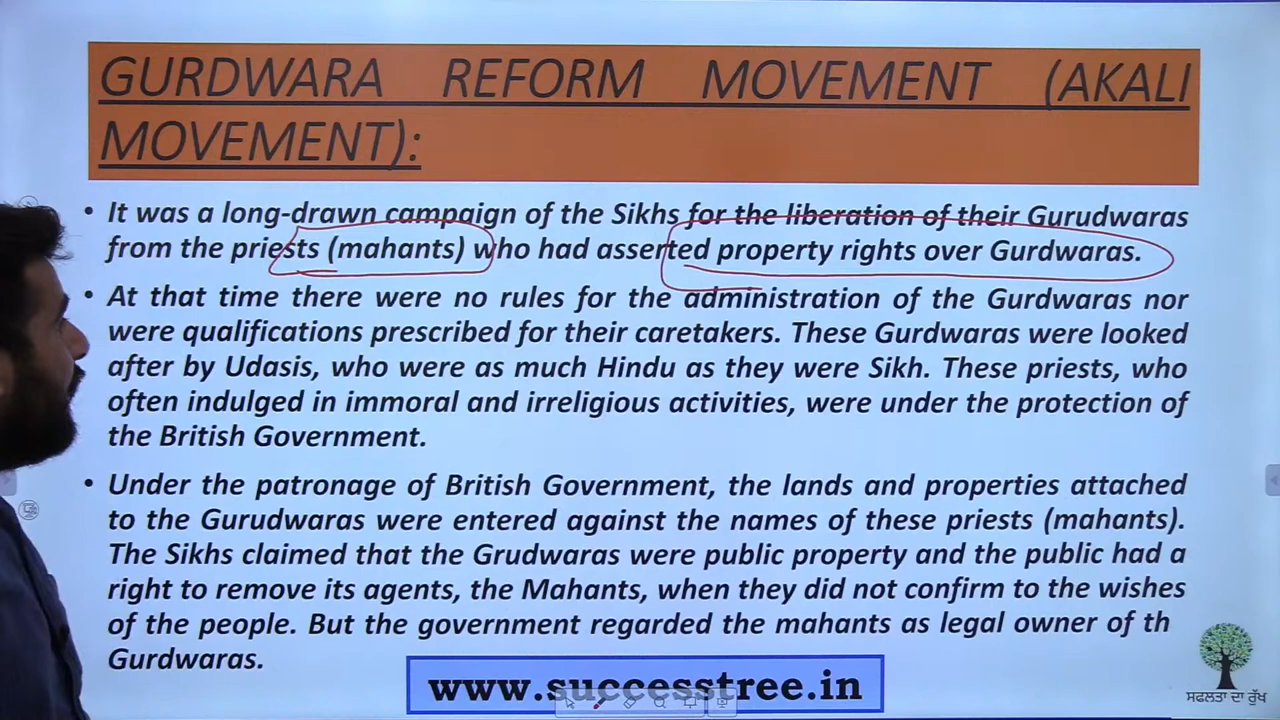 GURDWARA REFORM MOVEMENT (AKALI
MOVEMENT):
• It was a long-drawn campaign of the Sikhs for the liberation of their Gurudwaras
from the priests (mahants) who had asserted property rights over Gurdwaras.
• At that time there were no rules for the administration of the Gurdwaras nor
were qualifications prescribed for their caretakers. These Gurdwaras were looked
after by Udasis, who were as much Hindu as they were Sikh. These priests, who
often indulged in immoral and irreligious activities, were under the protection of
the British Government.
• Under the patronage of British Government, the lands and properties attached
to the Gurudwaras were entered against the names of these priests (mahants).
The Sikhs claimed that the Grudwaras were public property and the public had a
right to remove its agents, the Mahants, when they did not confirm to the wishes
of the people. But the government regarded the mahants as legal owner of th
Gurdwaras.
www.successtree.in
ਸਫਲਤਾ ਦਾ ਰੁੱਖ